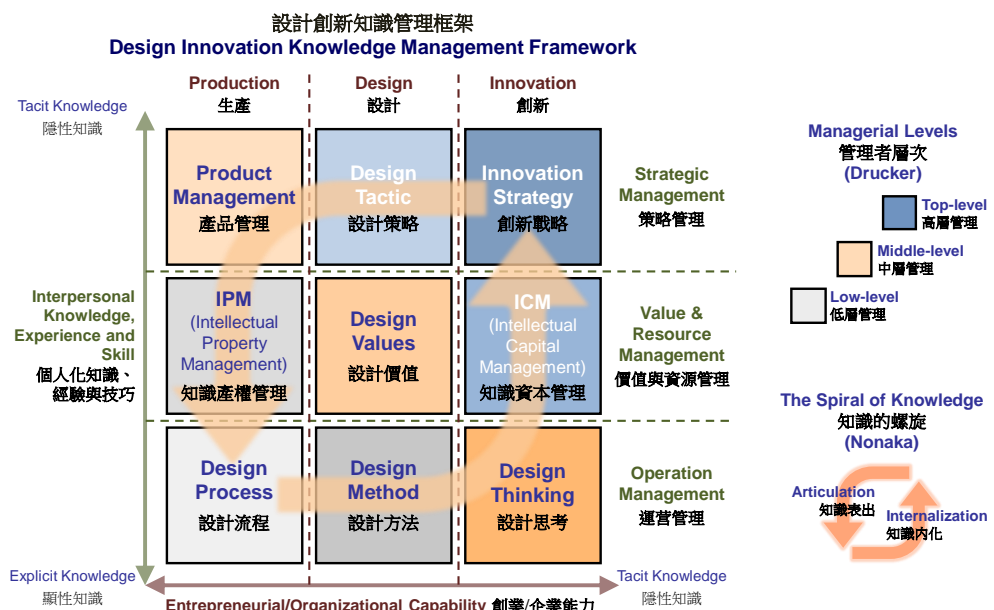 設計創新知識管理框架
Design Innovation Knowledge Management Framework
Production
生產
Design
設計
Innovation
創新
Tacit Knowledge
隱性知識
Product
Management
產品管理
Design
Tactic
設計策略
Innovation
Strategy
創新戰略
Strategic
Management
策略管理
Interpersonal
Knowledge,
Experience and
Skill
個人化知識、
經驗與技巧
IPM
(Intellectual
Property
Management)
知識產權管理
Design
Values
設計價值
ICM
(Intellectual
Capital
Management)
知識資本管理
Value &
Resource
Management
價值與資源管理
Design
Process
設計流程
Design
Method
設計方法
Design
Thinking
設計思考
Operation
Management
運营管理
Explicit Knowledge
顯性知識
Entrepreneurial/Organizational Capability 創業/企業能力
Tacit Knowledge
隱性知識
Managerial Levels
管理者層次
(Drucker)
Top-level
高層管理
Middle-level
中層管理
Low-level
低層管理
The Spiral of Knowledge
知識的螺旋
(Nonaka)
Articulation
知識表出
Internalization
知識内化